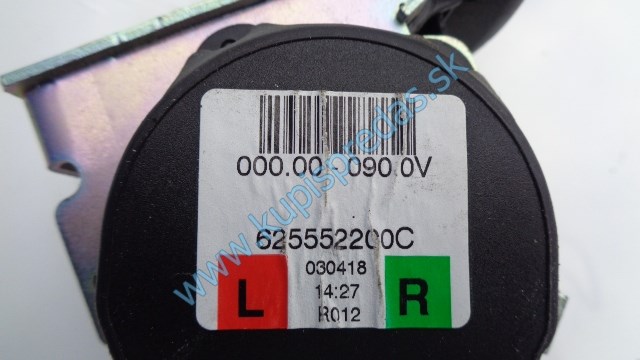 000.00 - 090.0V
625552200C
030418
L 14:27 R
R012
www.kupispredas.sk